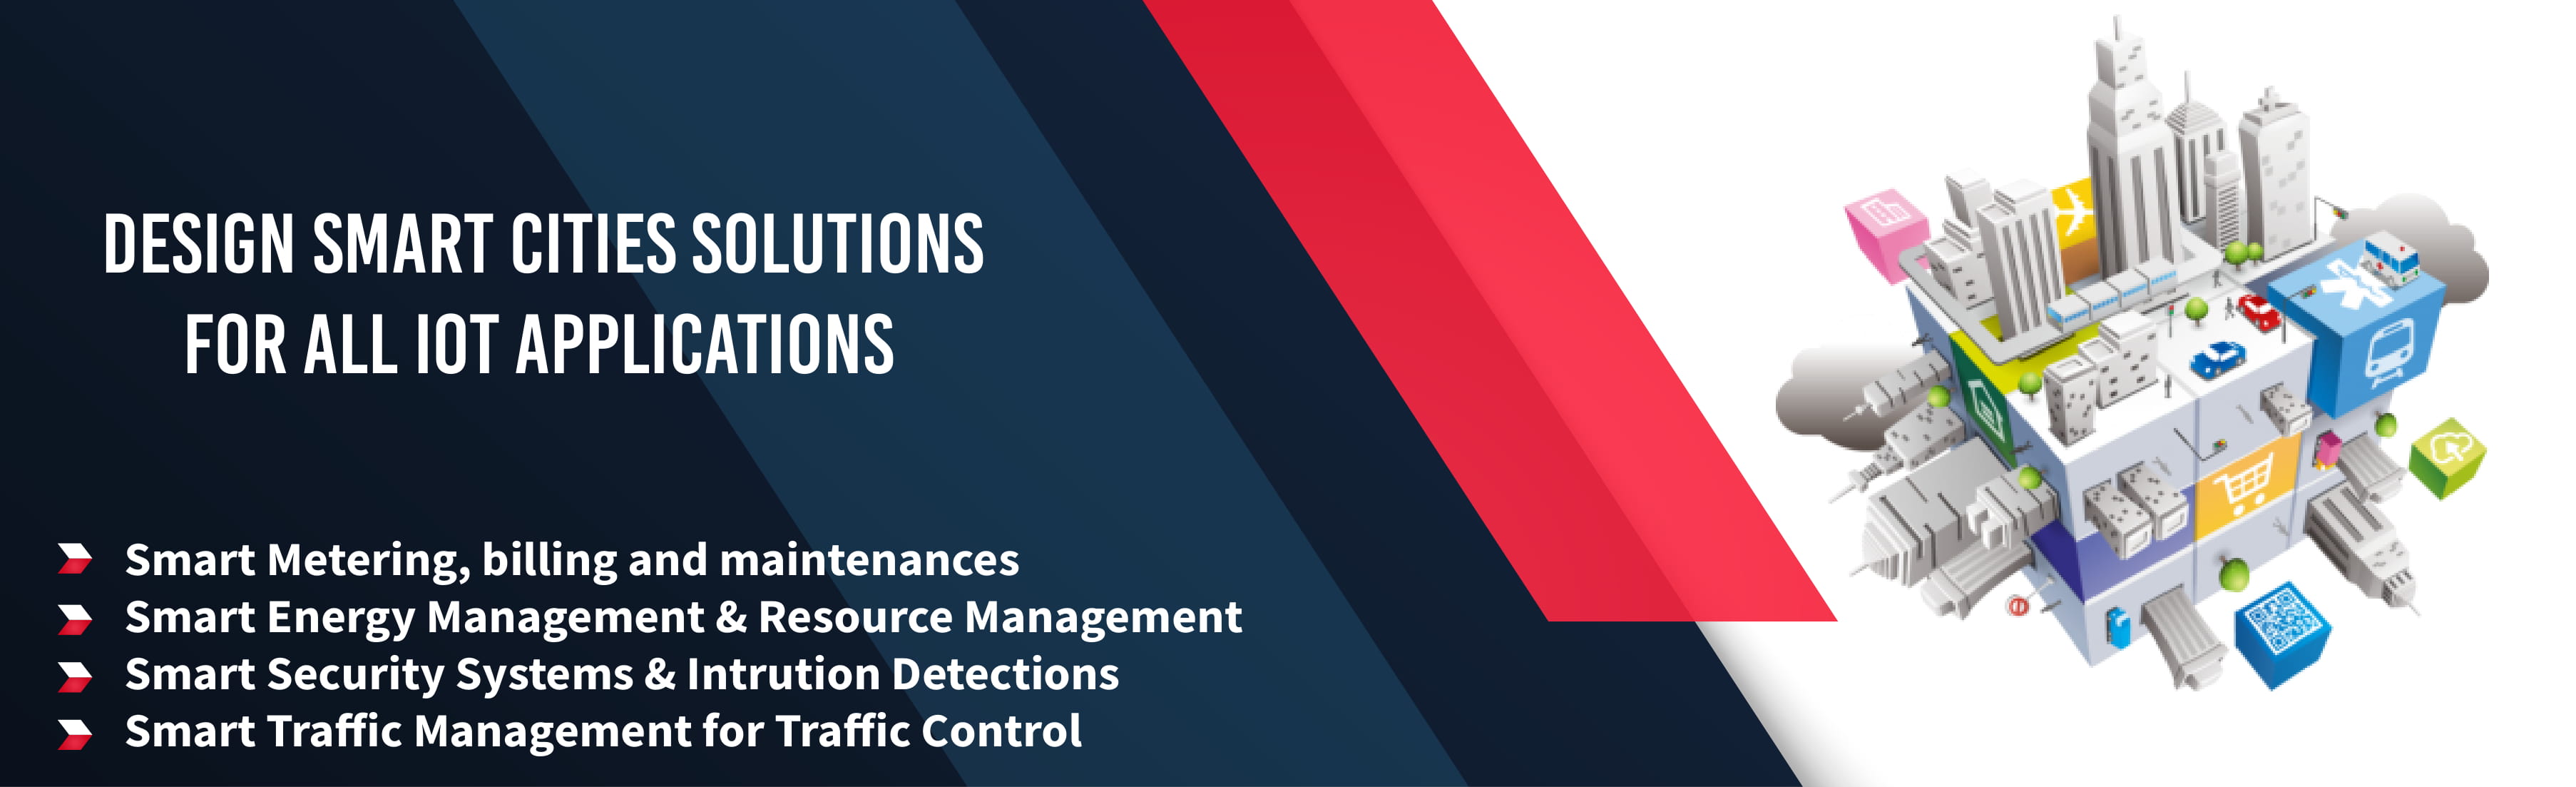 DESIGN SMART CITIES SOLUTIONS
FOR ALL IOT APPLICATIONS
Smart Metering, billing and maintenances
Smart Energy Management & Resource Management
Smart Security Systems & Intrution Detections
Smart Traffic Management for Traffic Control